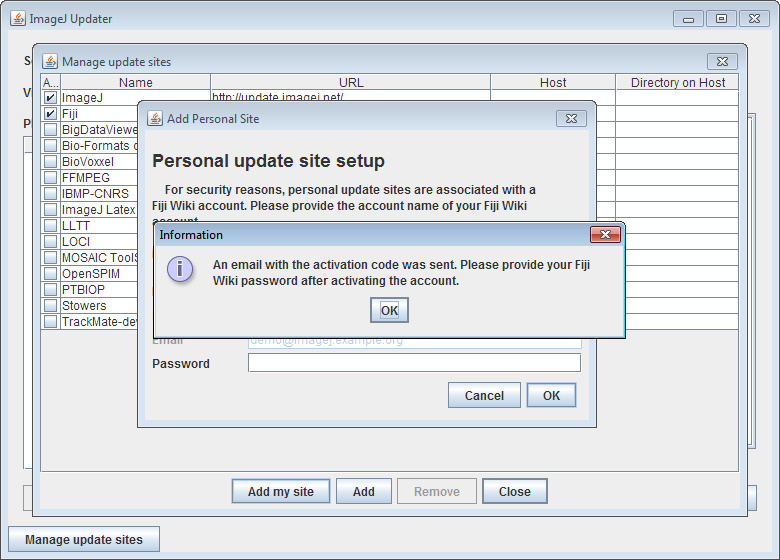 ImageJ Updater
Manage update sites
A... Name URL Host Directory on Host
ImageJ http://update.imagej.net/
Fiji
Add Personal Site
Personal update site setup
For security reasons, personal update sites are associated with a
Fiji Wiki account. Please provide the account name of your Fiji Wiki
account.
BigDataViewe
Bio-Formats
BioVoxxel
FFMPEG
IBMP-CNRS
ImageJ Latex
LLTT
LOCI
MOSAIC ToolS
OpenSPIM
PTBIOP
Stowers
TrackMate-dev
Information
An email with the activation code was sent. Please provide your Fiji
Wiki password after activating the account.
OK
Email demo@imagej.example.org
Password
Cancel OK
Add my site Add Remove Close
Manage update sites